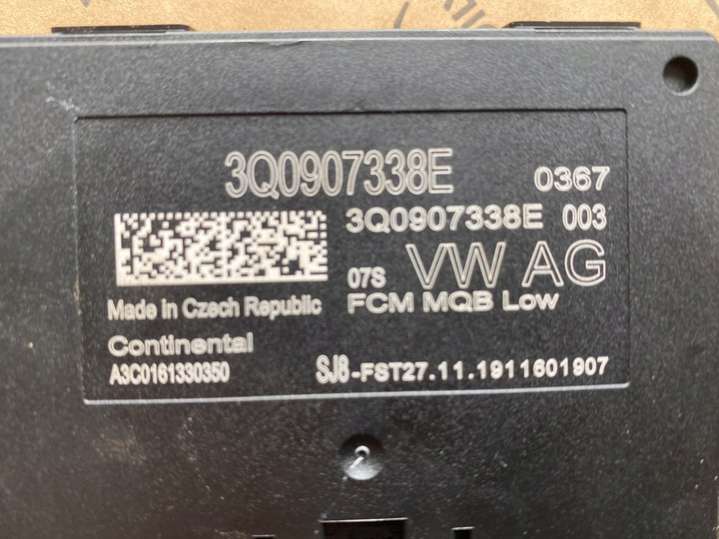 3Q0907338E 0367
3Q0907338E 003
07S VW AG
FCM MQB Low
Made in Czech Republic
Continental
A3C0161330350
SJ8-FST27.11.1911601907
2